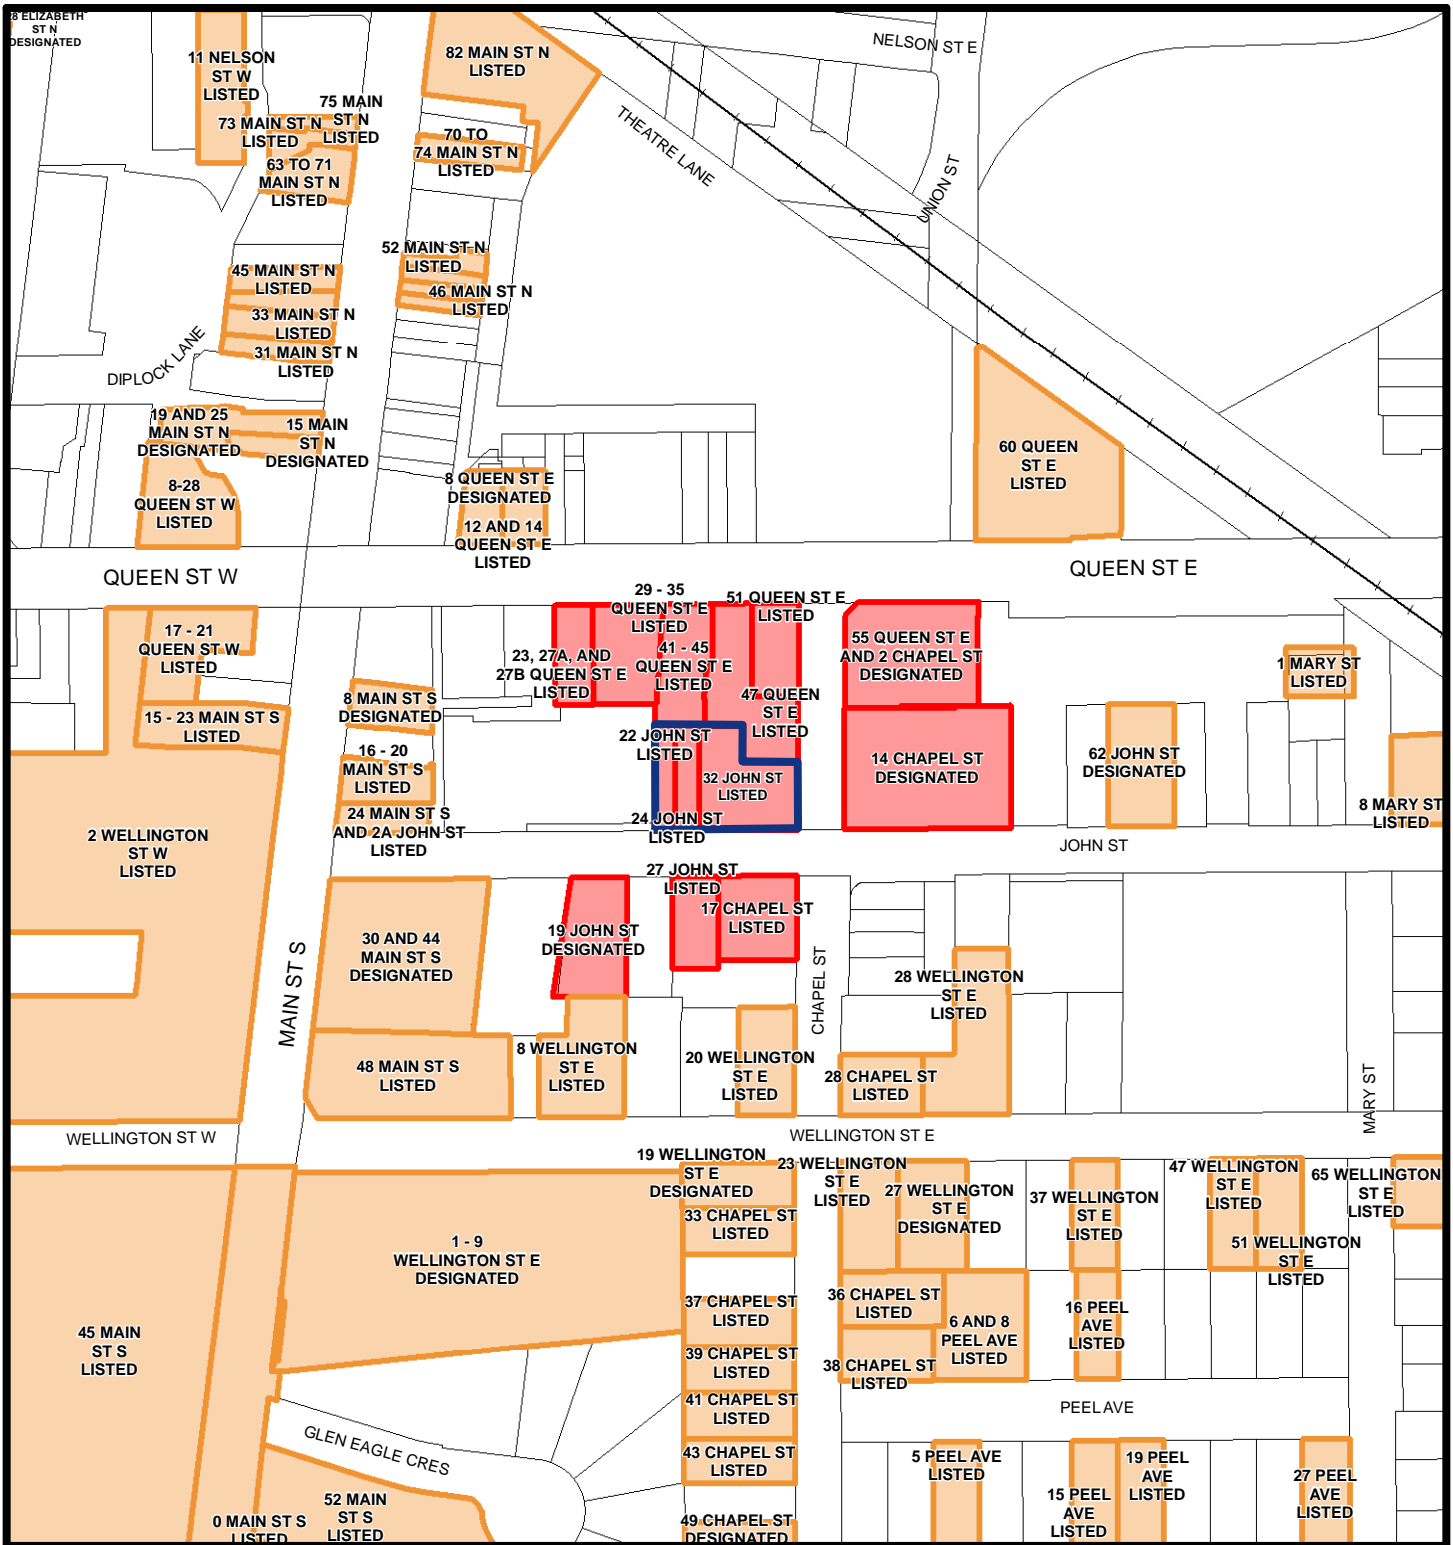 28 ELIZABETH
ST N
DESIGNATED
11 NELSON
ST W
LISTED
82 MAIN ST N
LISTED
NELSON ST E
75 MAIN
ST N
LISTED
73 MAIN ST N
LISTED
63 TO 71
MAIN ST N
LISTED
70 TO
74 MAIN ST N
LISTED
THEATRE LANE
UNION ST
52 MAIN ST N
LISTED
46 MAIN ST N
LISTED
45 MAIN ST N
LISTED
33 MAIN ST N
LISTED
31 MAIN ST N
LISTED
DIPLOCK LANE
19 AND 25
MAIN ST N
DESIGNATED
15 MAIN
ST N
DESIGNATED
8-28
QUEEN ST W
LISTED
8 QUEEN ST E
DESIGNATED
12 AND 14
QUEEN ST E
LISTED
60 QUEEN
ST E
LISTED
QUEEN ST W
QUEEN ST E
29 - 35
QUEEN ST E
LISTED
51 QUEEN ST E
LISTED
17 - 21
QUEEN ST W
LISTED
23, 27A, AND
27B QUEEN ST E
LISTED
41 - 45
QUEEN ST E
LISTED
47 QUEEN
ST E
LISTED
55 QUEEN ST E
AND 2 CHAPEL ST
DESIGNATED
1 MARY ST
LISTED
8 MAIN ST S
DESIGNATED
15 - 23 MAIN ST S
LISTED
16 - 20
MAIN ST S
LISTED
22 JOHN ST
LISTED
32 JOHN ST
LISTED
24 JOHN ST
LISTED
14 CHAPEL ST
DESIGNATED
62 JOHN ST
DESIGNATED
8 MARY ST
LISTED
24 MAIN ST S
AND 2A JOHN ST
LISTED
2 WELLINGTON
ST W
LISTED
JOHN ST
27 JOHN ST
LISTED
17 CHAPEL ST
LISTED
19 JOHN ST
DESIGNATED
30 AND 44
MAIN ST S
DESIGNATED
MAIN ST S
CHAPEL ST
28 WELLINGTON
ST E
LISTED
48 MAIN ST S
LISTED
8 WELLINGTON
ST E
LISTED
20 WELLINGTON
ST E
LISTED
28 CHAPEL ST
LISTED
MARY ST
WELLINGTON ST W
WELLINGTON ST E
19 WELLINGTON
ST E
DESIGNATED
23 WELLINGTON
ST E
LISTED
27 WELLINGTON
ST E
DESIGNATED
37 WELLINGTON
ST E
LISTED
47 WELLINGTON
ST E
LISTED
65 WELLINGTON
ST E
LISTED
51 WELLINGTON
ST E
LISTED
33 CHAPEL ST
LISTED
1 - 9
WELLINGTON ST E
DESIGNATED
37 CHAPEL ST
LISTED
36 CHAPEL ST
LISTED
6 AND 8
PEEL AVE
LISTED
16 PEEL
AVE
LISTED
45 MAIN
ST S
LISTED
39 CHAPEL ST
LISTED
38 CHAPEL ST
LISTED
41 CHAPEL ST
LISTED
PEEL AVE
GLEN EAGLE CRES
43 CHAPEL ST
LISTED
5 PEEL AVE
LISTED
19 PEEL
AVE
LISTED
15 PEEL
AVE
LISTED
27 PEEL
AVE
LISTED
0 MAIN ST S
LISTED
52 MAIN
ST S
LISTED
49 CHAPEL ST
DESIGNATED